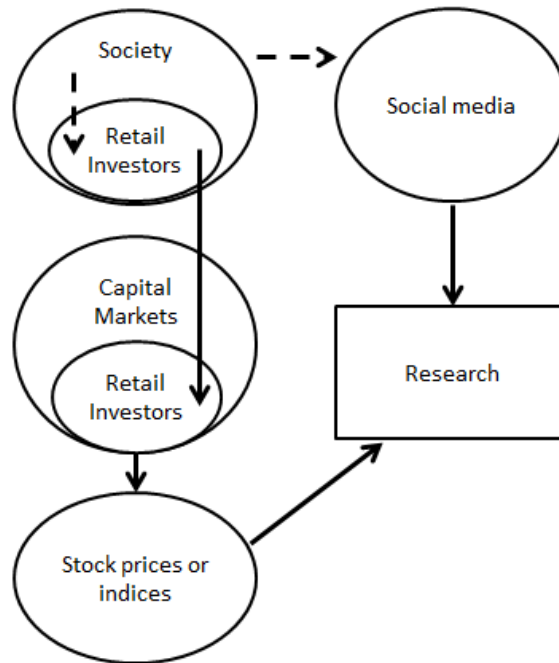 Society
Social media
Retail
Investors
Capital
Markets
Retail
Investors
Research
Stock prices or
indices